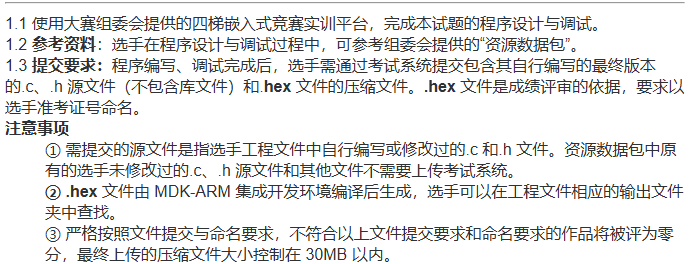 1.1 使用大赛组委会提供的四梯嵌入式竞赛实训平台，完成本试题的程序设计与调试。
1.2 参考资料：选手在程序设计与调试过程中，可参考组委会提供的“资源数据包”。
1.3 提交要求：程序编写、调试完成后，选手需通过考试系统提交包含其自行编写的最终版本
的.c、.h 源文件（不包含库文件）和.hex 文件的压缩文件。.hex 文件是成绩评审的依据，要求以
选手准考证号命名。
注意事项
① 需提交的源文件是指选手工程文件中自行编写或修改过的.c 和.h 文件。资源数据包中原
有的选手未修改过的.c、.h 源文件和其他文件不需要上传考试系统。
② .hex 文件由 MDK-ARM 集成开发环境编译后生成，选手可以在工程文件相应的输出文件
夹中查找。
③ 严格按照文件提交与命名要求，不符合以上文件提交要求和命名要求的作品将被评为零
分，最终上传的压缩文件大小控制在 30MB 以内。